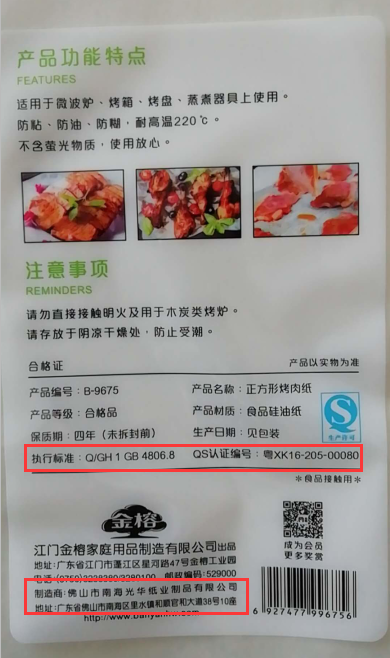 产品功能特点
FEATURES
适用于微波炉、烤箱、烤盘、蒸煮器具上使用。
防粘、防油、防糊，耐高温220℃。
不含萤光物质，使用放心。
注意事项
REMINDERS
请勿直接接触明火及用于木炭类烤炉。
请存放于阴凉干燥处，防止受潮。
合格证 产品以实物为准
产品编号：B-9675 产品名称：正方形烤肉纸
产品等级：合格品 产品材质：食品硅油纸
保质期：四年（未拆封前） 生产日期：见包装
生产许可
执行标准：Q/GH 1 GB 4806.8 QS认证编号：粤XK16-205-00080
*食品接触用*
金榕
成为会员
更多奖赏
江门金榕家庭用品制造有限公司出品
地址：广东省江门市蓬江区星河路47号金榕工业园
邮政编码：529000
制造商：佛山市南海光华纸业制品有限公司
地址：广东省佛山市南海区里水镇和顺官和大道38号10座
6 927477 996756